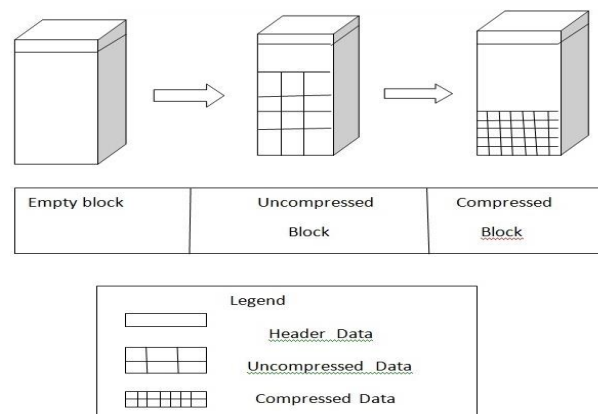 Empty block
Uncompressed
Block
Compressed
Block
Legend
Header Data
Uncompressed Data
Compressed Data